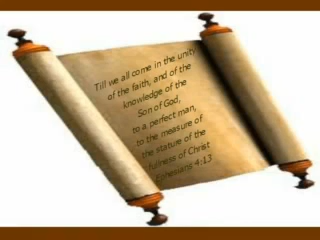 Till we all come in the unity
of the faith, and of the
knowledge of the
Son of God,
to a perfect man,
to the measure of
the stature of the
fullness of Christ
Ephesians 4:13